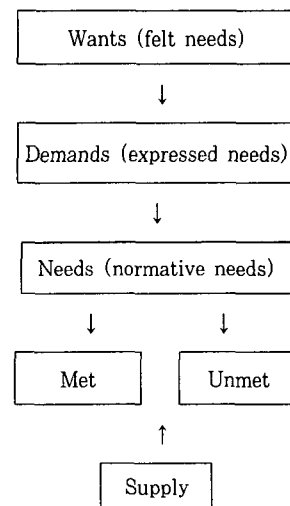 Wants (felt needs)
↓
Demands (expressed needs)
↓
Needs (normative needs)
↓ ↓
Met Unmet
↑
Supply